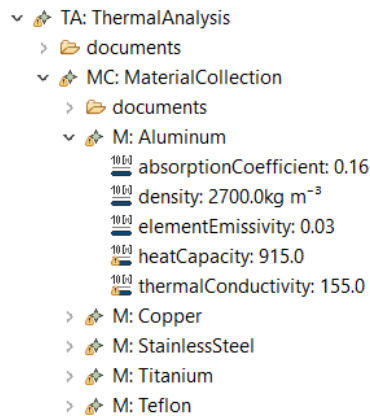 TA: ThermalAnalysis
documents
MC: MaterialCollection
documents
M: Aluminum
absorptionCoefficient: 0.16
density: 2700.0kg m⁻³
elementEmissivity: 0.03
heatCapacity: 915.0
thermalConductivity: 155.0
M: Copper
M: StainlessSteel
M: Titanium
M: Teflon